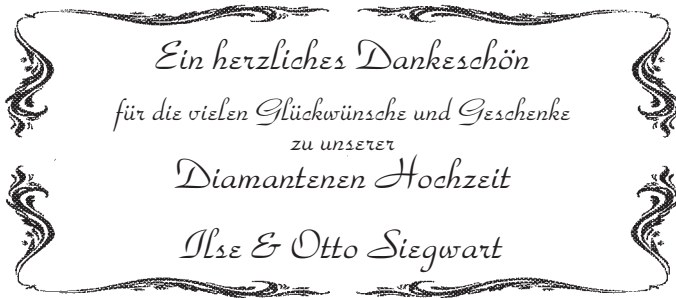 Ein herzliches Dankeschön
für die vielen Glückwünsche und Geschenke
zu unserer
Diamantenen Hochzeit
Ilse & Otto Siegwart